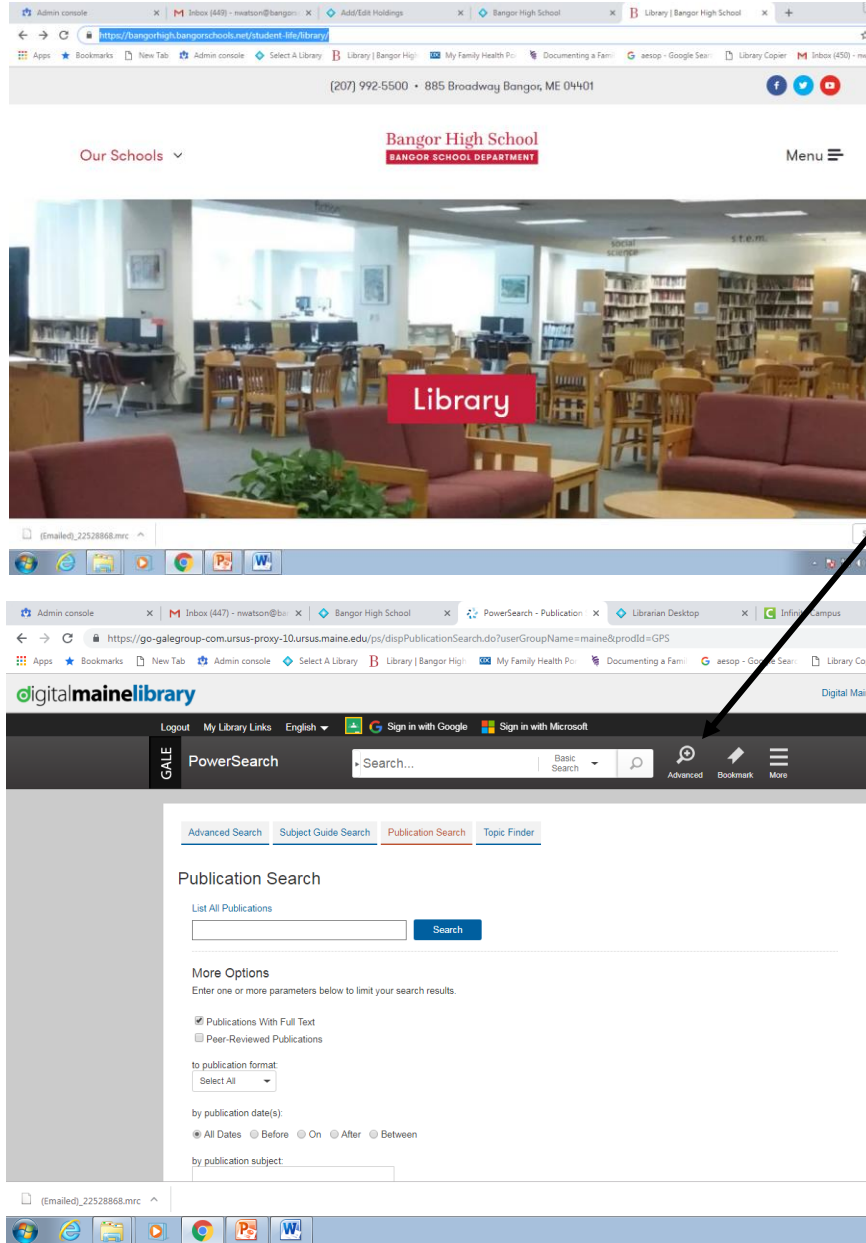 Admin console Inbox (449) - nwatson@bangors Add/Edit Holdings Bangor High School Library | Bangor High School
https://bangorhigh.bangorschools.net/student-life/library/
Apps Bookmarks New Tab Admin console Select A Library Library | Bangor High My Family Health Por Documenting a Fami aesop - Google Sear Library Copier Inbox (450) - nw
(207) 992-5500 • 885 Broadway Bangor, ME 04401
Our Schools
Bangor High School
BANGOR SCHOOL DEPARTMENT
Menu
fiction
social science
s.t.e.m.
Library
(Emailed)_22528868.mrc
Admin console Inbox (447) - nwatson@ba Bangor High School PowerSearch - Publication Librarian Desktop Infinite Campus
https://go-galegroup-com.ursus-proxy-10.ursus.maine.edu/ps/dispPublicationSearch.do?userGroupName=maine&prodId=GPS
Apps Bookmarks New Tab Admin console Select A Library Library | Bangor High My Family Health Por Documenting a Fami aesop - Google Sear Library Co
digitalmainelibrary
Digital Mai
Logout My Library Links English Sign in with Google Sign in with Microsoft
GALE PowerSearch Search... Basic Search Advanced Bookmark More
Advanced Search Subject Guide Search Publication Search Topic Finder
Publication Search
List All Publications
Search
More Options
Enter one or more parameters below to limit your search results.
Publications With Full Text
Peer-Reviewed Publications
to publication format:
Select All
by publication date(s):
All Dates Before On After Between
by publication subject:
(Emailed)_22528868.mrc